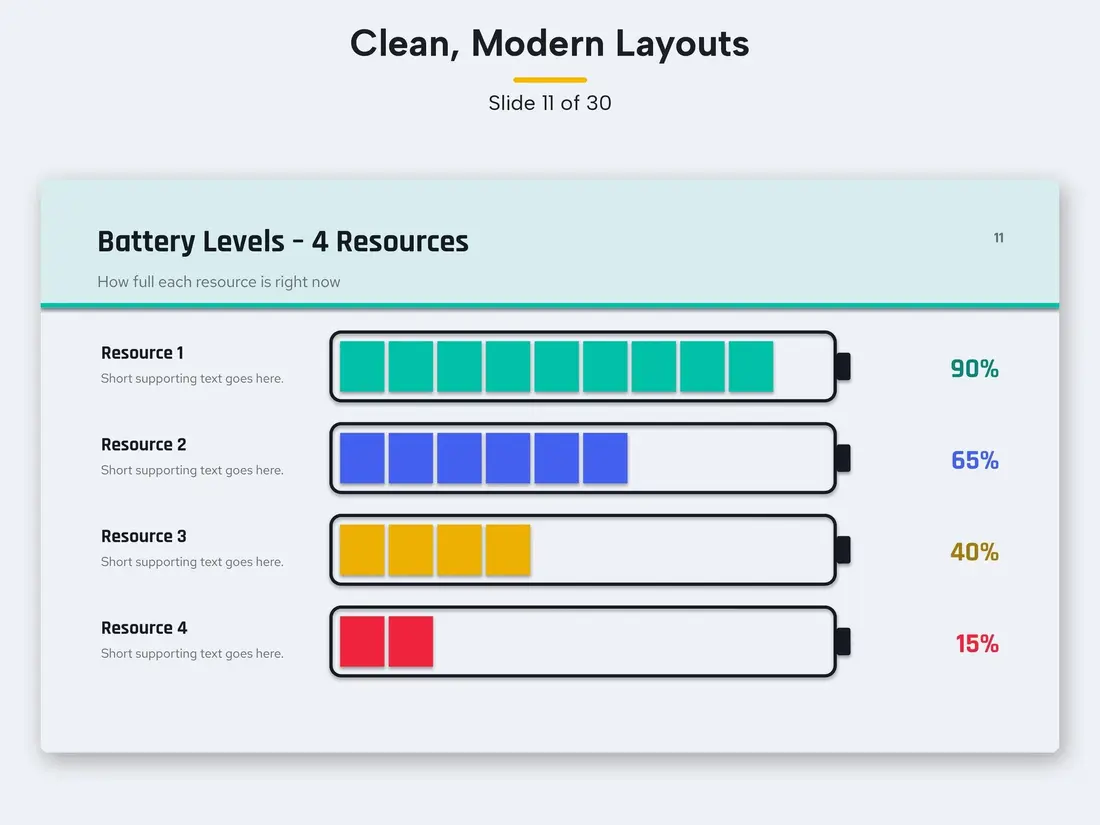 Clean, Modern Layouts
Slide 11 of 30
Battery Levels – 4 Resources
11
How full each resource is right now
Resource 1
Short supporting text goes here.
90%
Resource 2
Short supporting text goes here.
65%
Resource 3
Short supporting text goes here.
40%
Resource 4
Short supporting text goes here.
15%